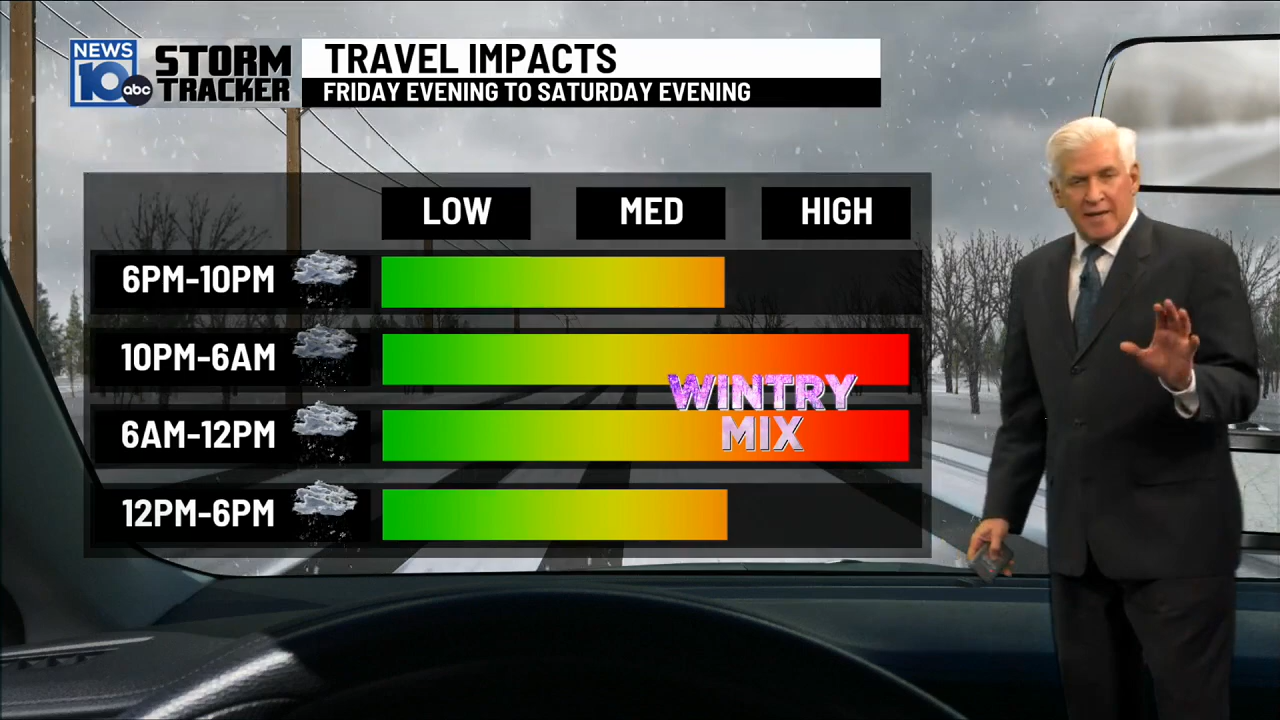 NEWS
10
abc
STORM
TRACKER
TRAVEL IMPACTS
FRIDAY EVENING TO SATURDAY EVENING
LOW MED HIGH
6PM-10PM
10PM-6AM
WINTRY
MIX
6AM-12PM
12PM-6PM